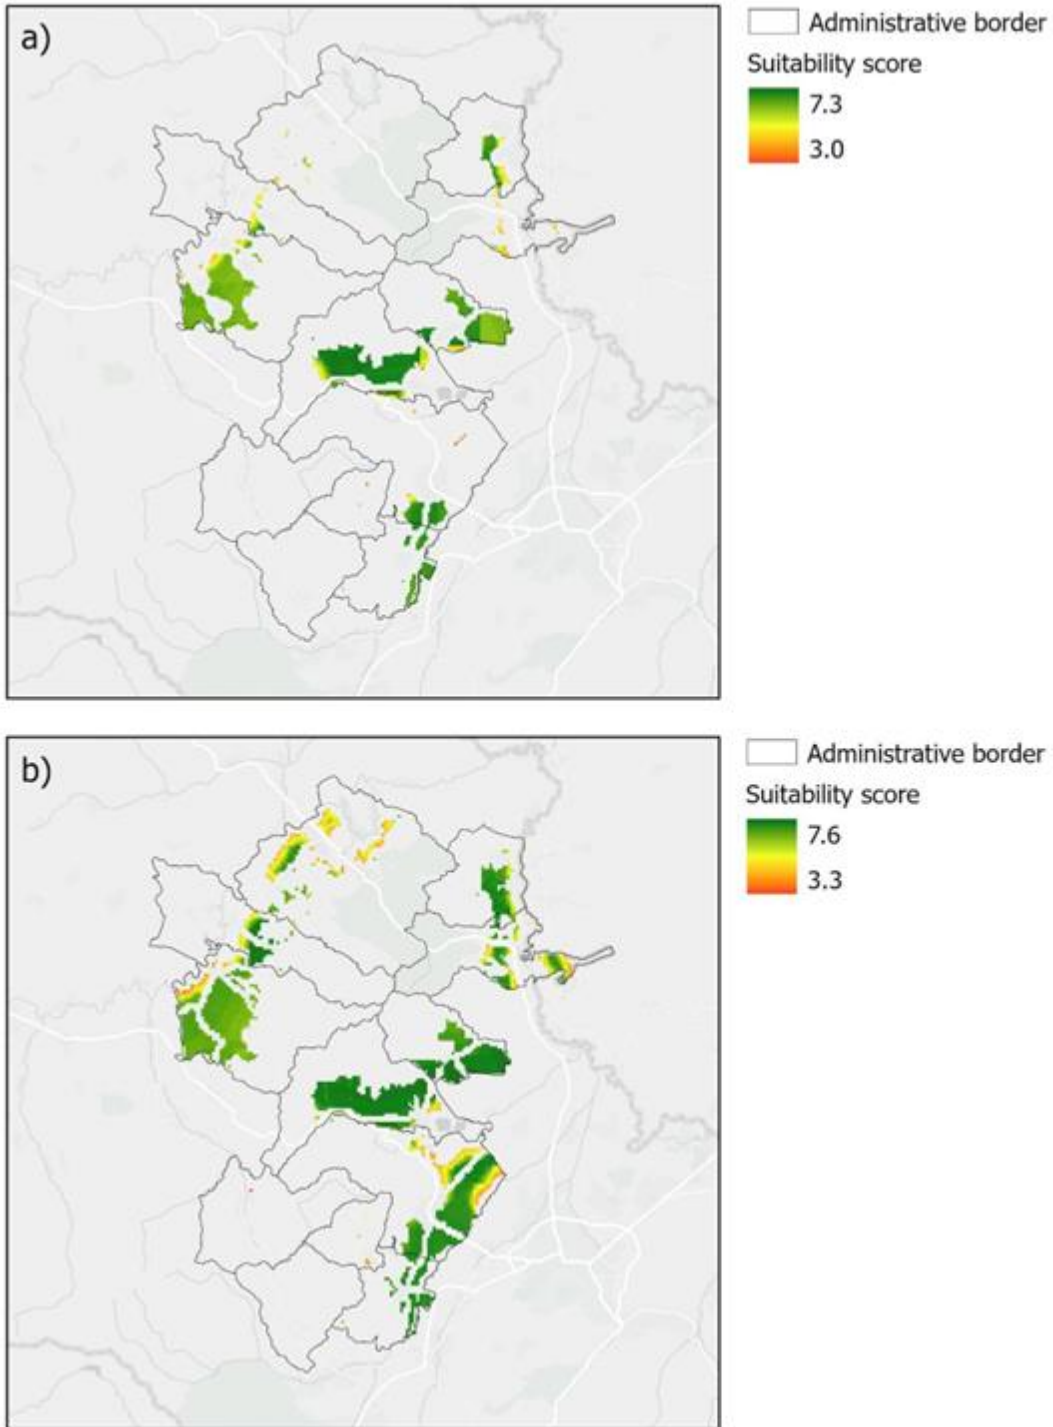 a)
Administrative border
Suitability score
7.3
3.0
b)
Administrative border
Suitability score
7.6
3.3